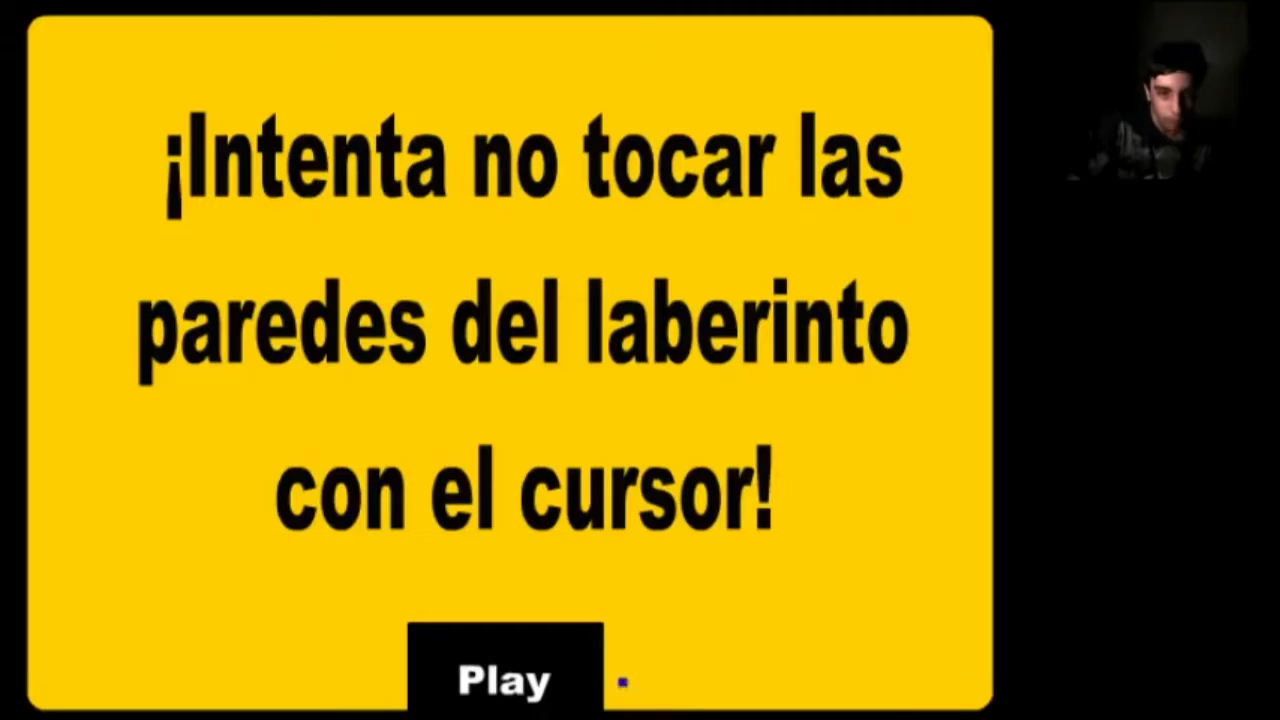 ¡Intenta no tocar las
paredes del laberinto
con el cursor!
Play